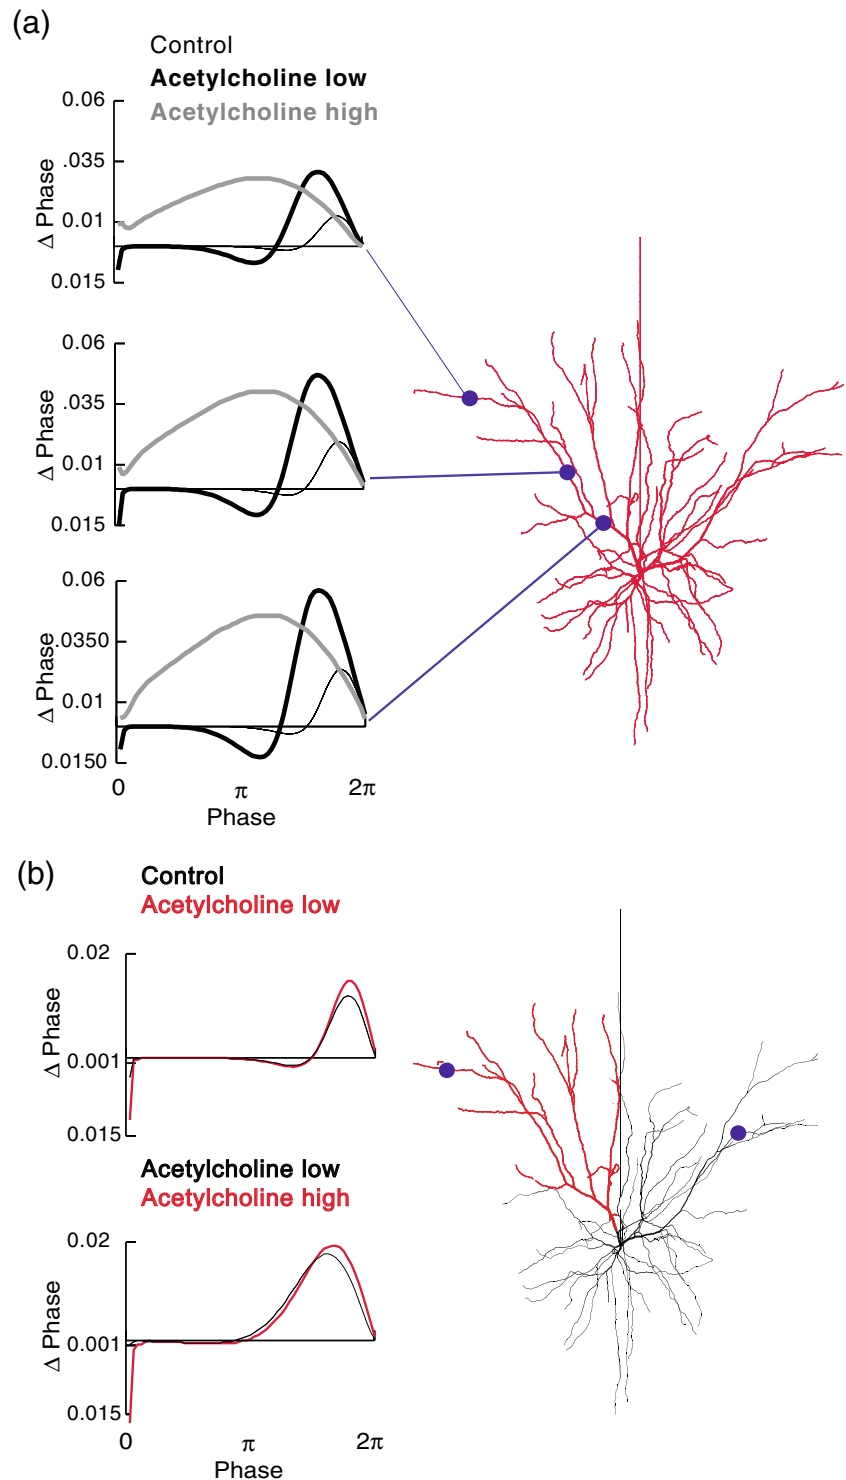 (a)
Control
Acetylcholine low
Acetylcholine high
0.06
.035
0.01
0.015
Δ Phase
0.06
.035
0.01
0.015
Δ Phase
0.06
.0350
0.01
0.0150
Δ Phase
0 π 2π
Phase
(b)
Control
Acetylcholine low
0.02
0.001
0.015
Δ Phase
Acetylcholine low
Acetylcholine high
0.02
0.001
0.015
Δ Phase
0 π 2π
Phase